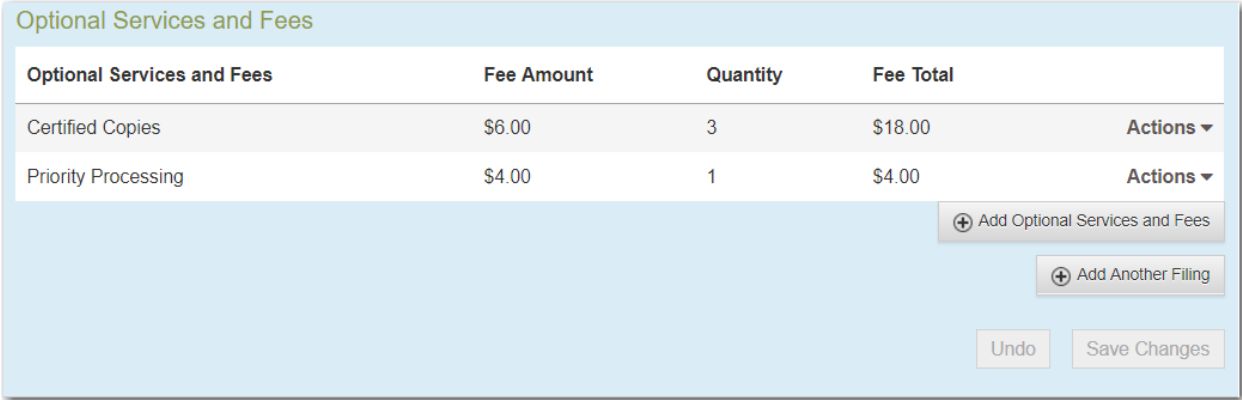 Optional Services and Fees
Optional Services and Fees Fee Amount Quantity Fee Total
Certified Copies $6.00 3 $18.00 Actions
Priority Processing $4.00 1 $4.00 Actions
Add Optional Services and Fees
Add Another Filing
Undo Save Changes